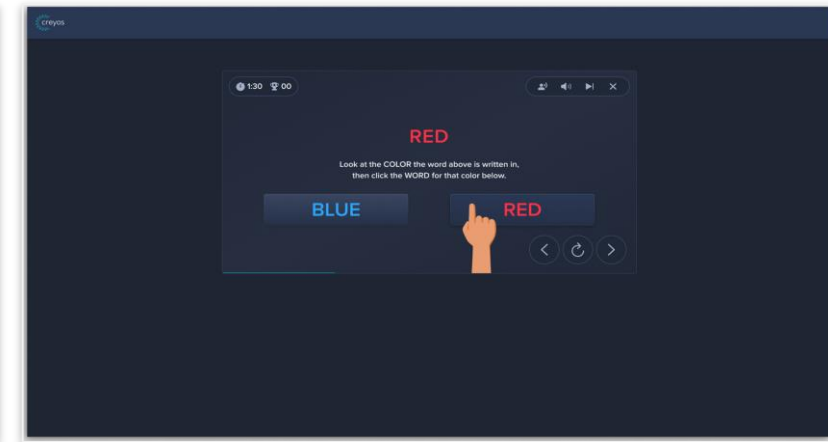 creyos
1:30 00
RED
Look at the COLOR the word above is written in,
then click the WORD for that color below.
BLUE RED